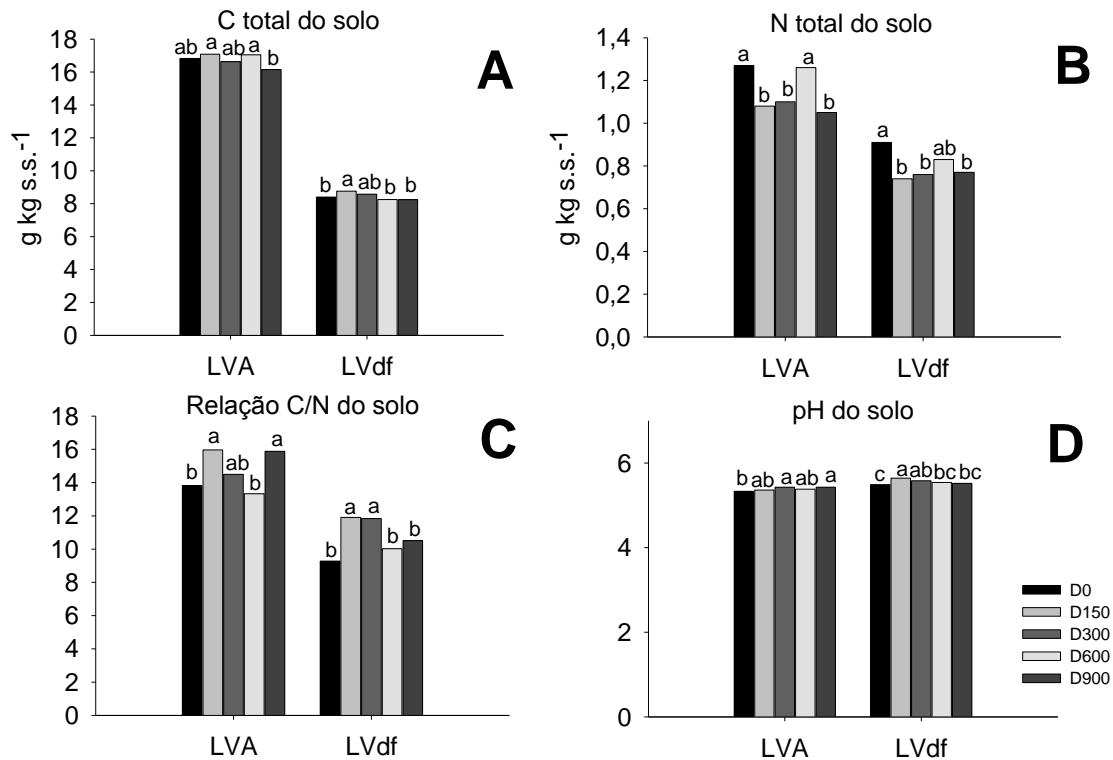 C total do solo
A
g kg s.s.-1
18
16
14
12
10
8
6
4
2
0
ab a ab a b
b a ab b b
LVA LVdf
N total do solo
B
g kg s.s.-1
1,4
1,2
1,0
0,8
0,6
0,4
0,2
0,0
a b b a b
a b b ab b
LVA LVdf
Relação C/N do solo
C
18
16
14
12
10
8
6
4
2
0
b a ab b a
b a a b b
LVA LVdf
pH do solo
D
6
4
2
0
b ab a ab a
c a ab bc bc
LVA LVdf
D0
D150
D300
D600
D900